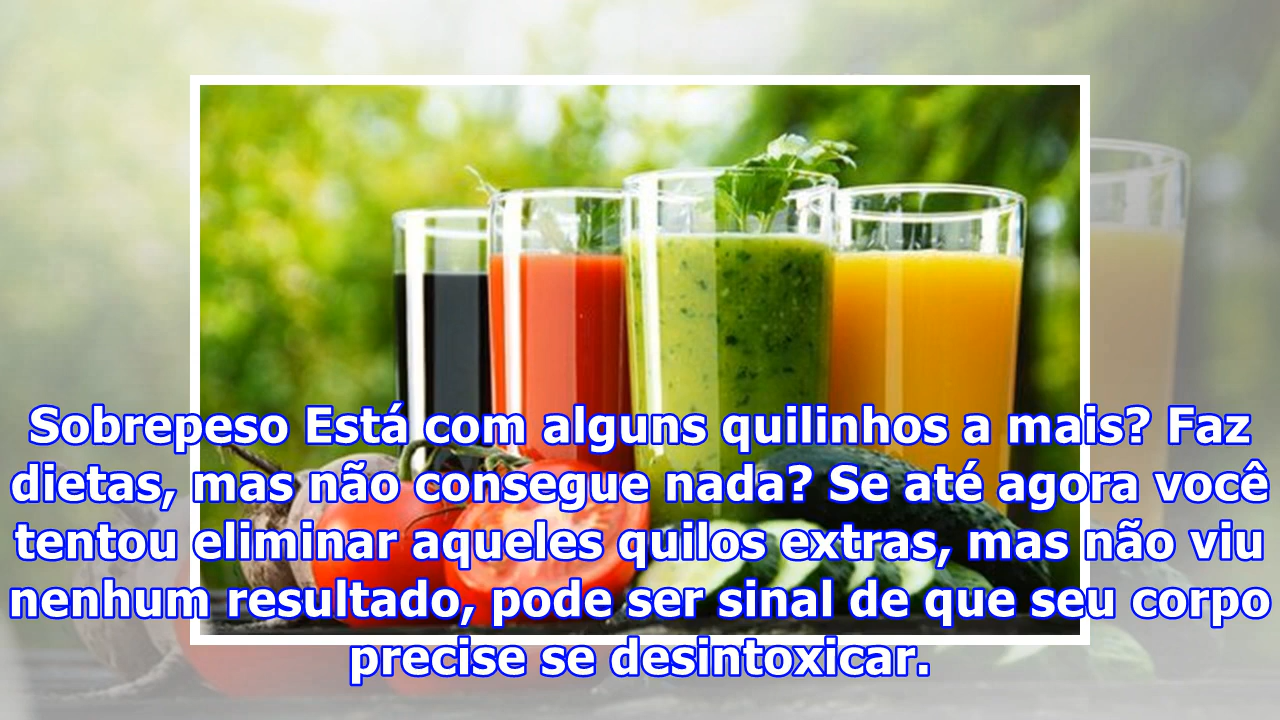 Sobrepeso Está com alguns quilinhos a mais? Faz
dietas, mas não consegue nada? Se até agora você
tentou eliminar aqueles quilos extras, mas não viu
nenhum resultado, pode ser sinal de que seu corpo
precise se desintoxicar.